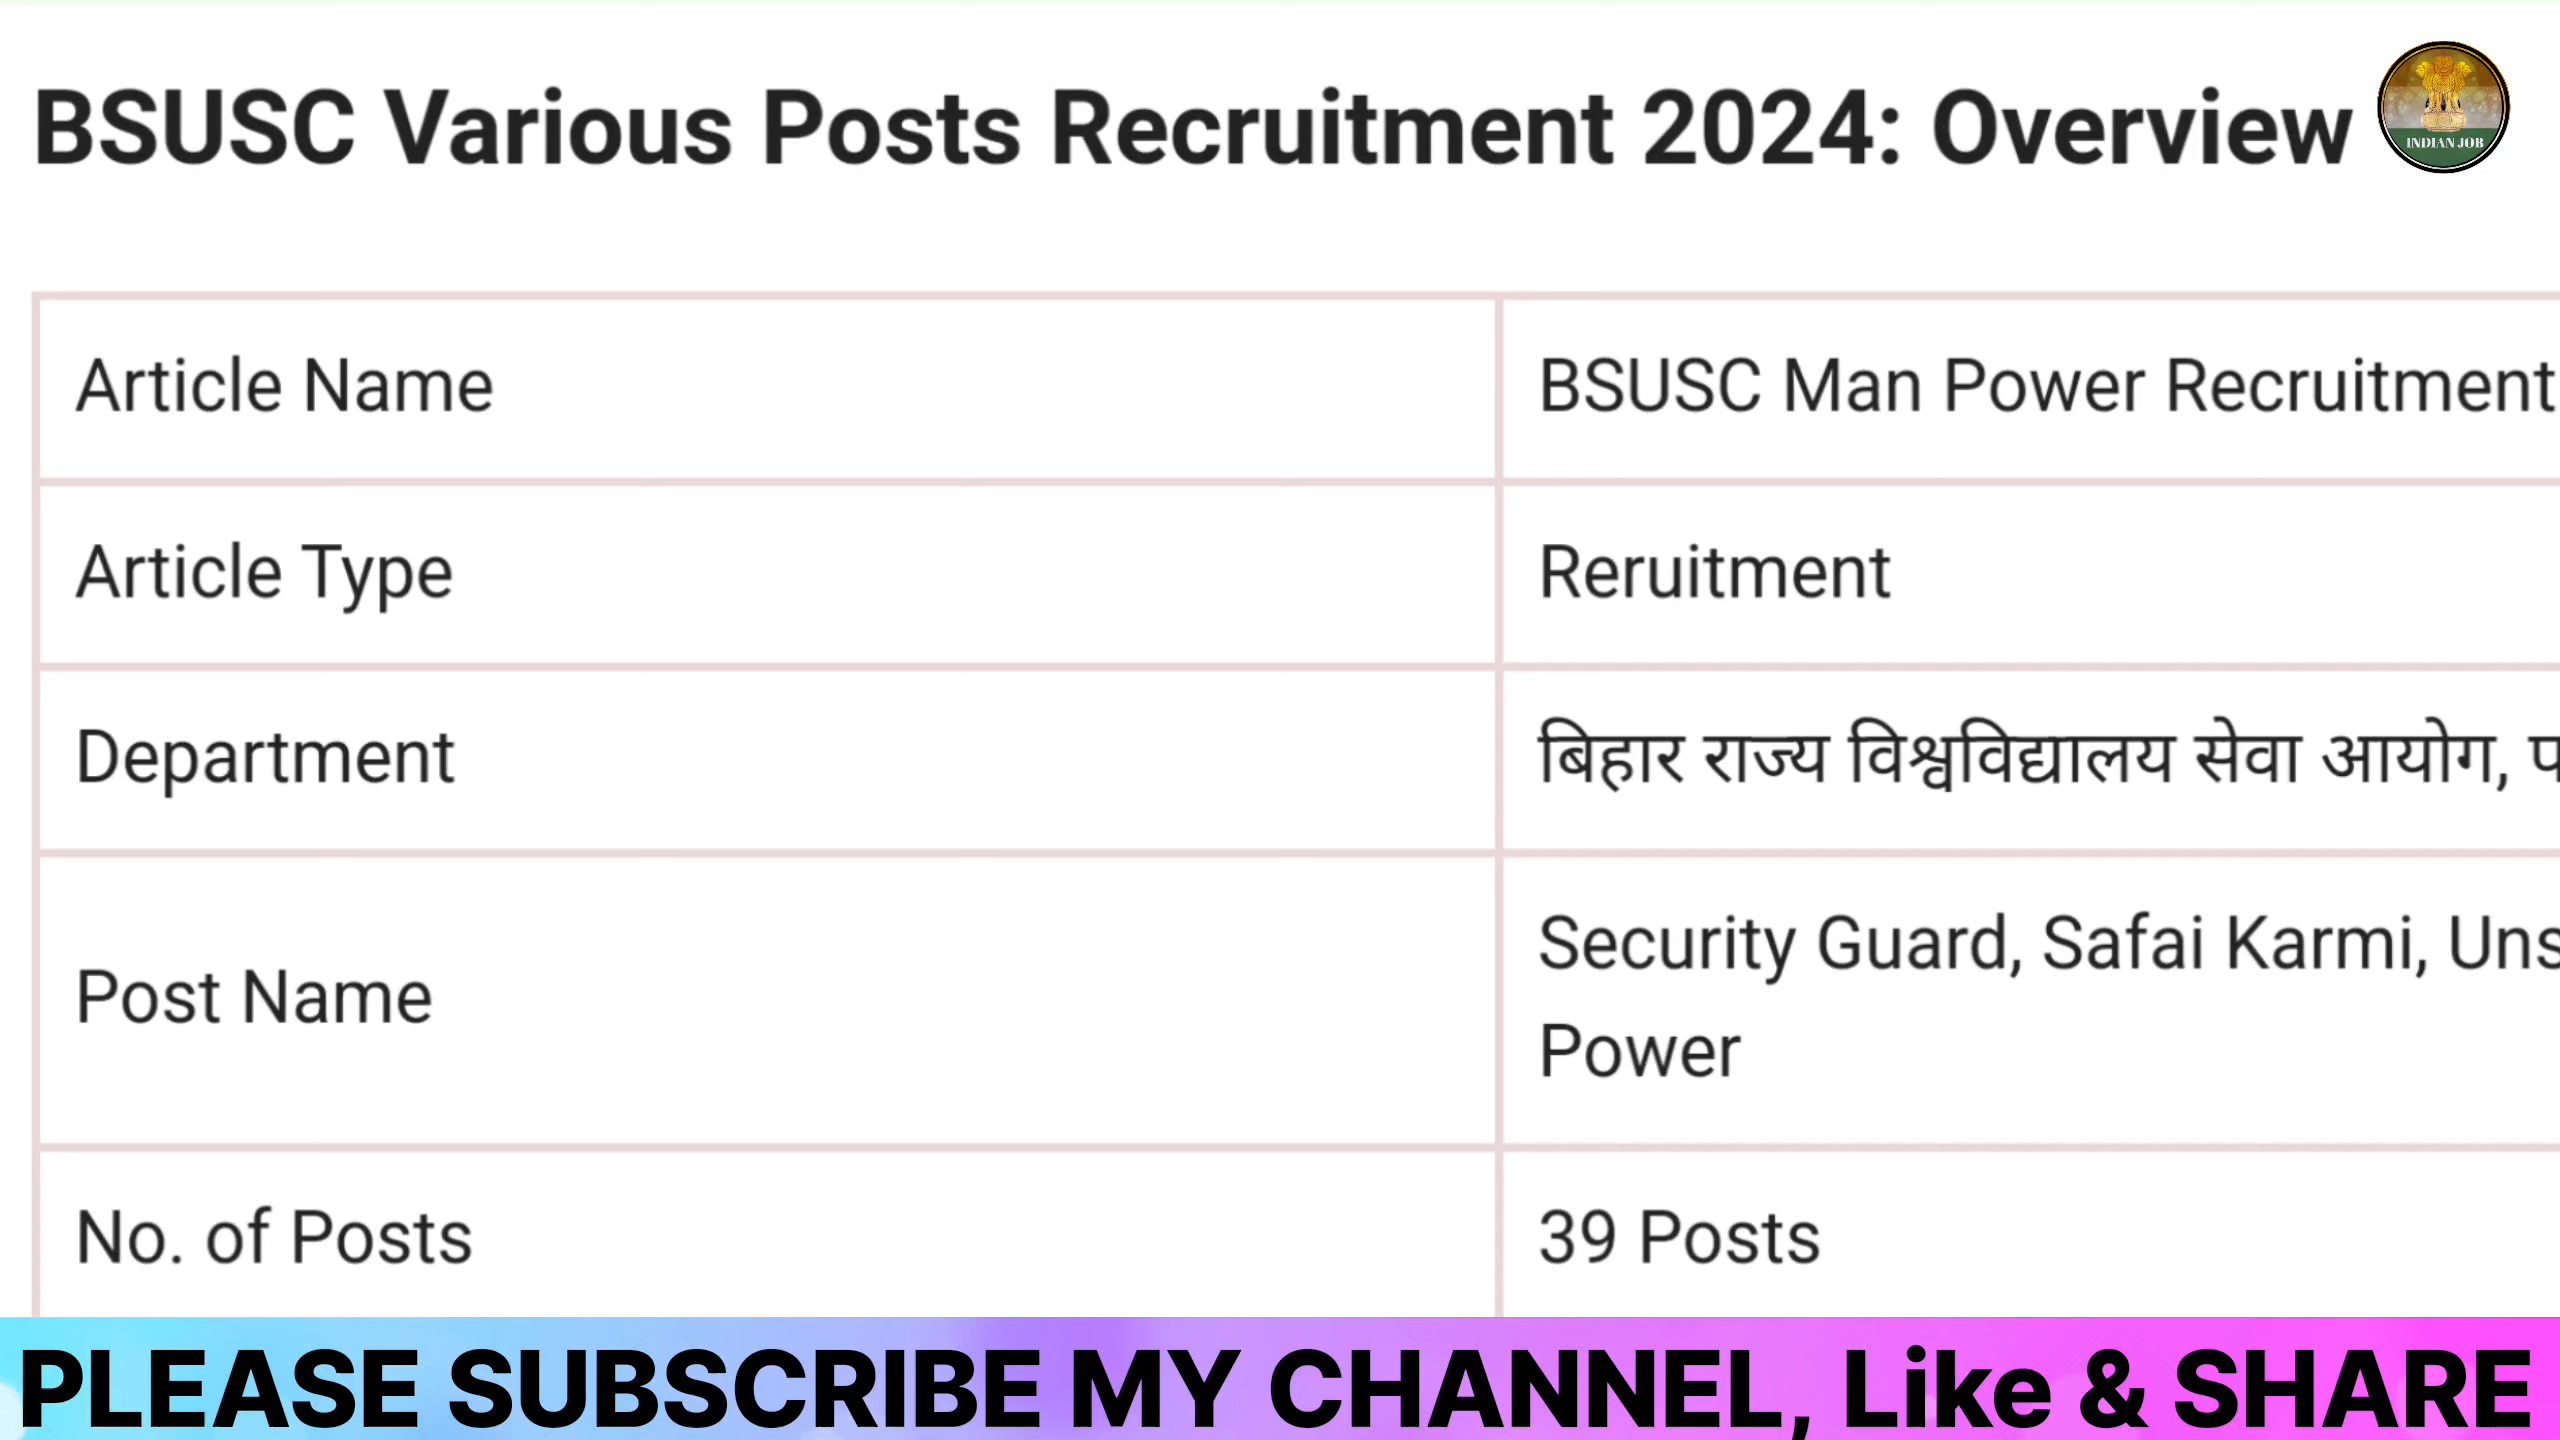 BSUSC Various Posts Recruitment 2024: Overview
INDIAN JOB
Article Name
BSUSC Man Power Recruitment
Article Type
Reruitment
Department
बिहार राज्य विश्वविद्यालय सेवा आयोग,
Post Name
Security Guard, Safai Karmi,
Power
No. of Posts
39 Posts
PLEASE SUBSCRIBE MY CHANNEL, Like & SHARE